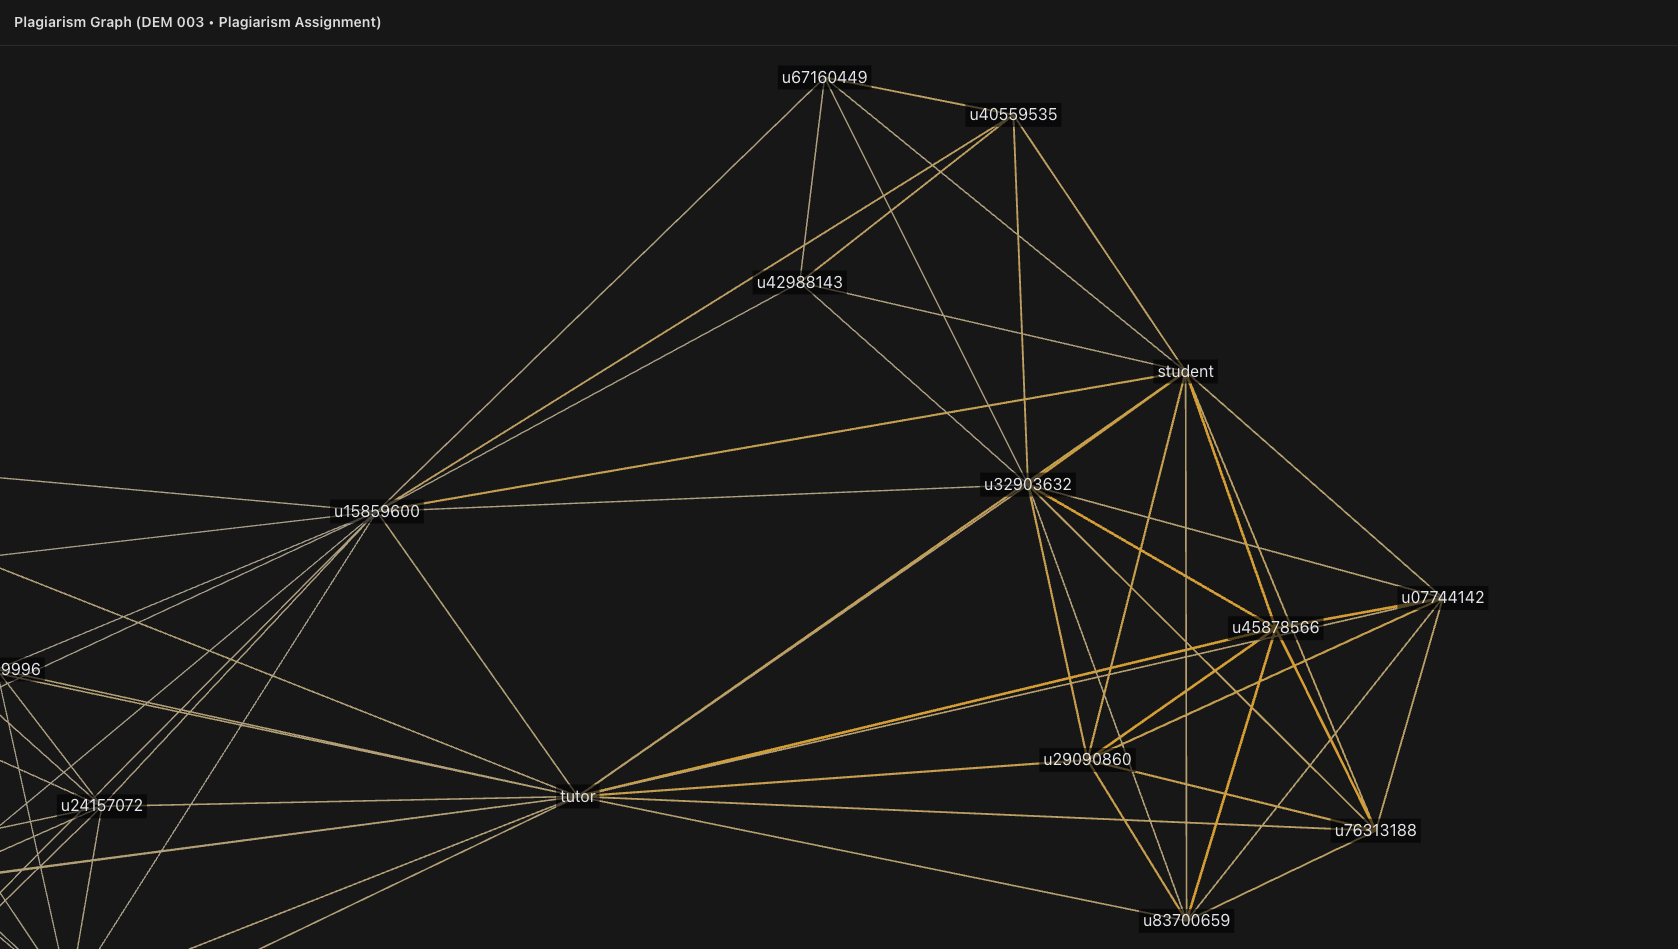 Plagiarism Graph (DEM 003 • Plagiarism Assignment)
u67160449
u40559535
u42988143
student
u32903632
u15859600
u07744142
u45878566
9996
u29090860
tutor
u24157072
u76313188
u83700659